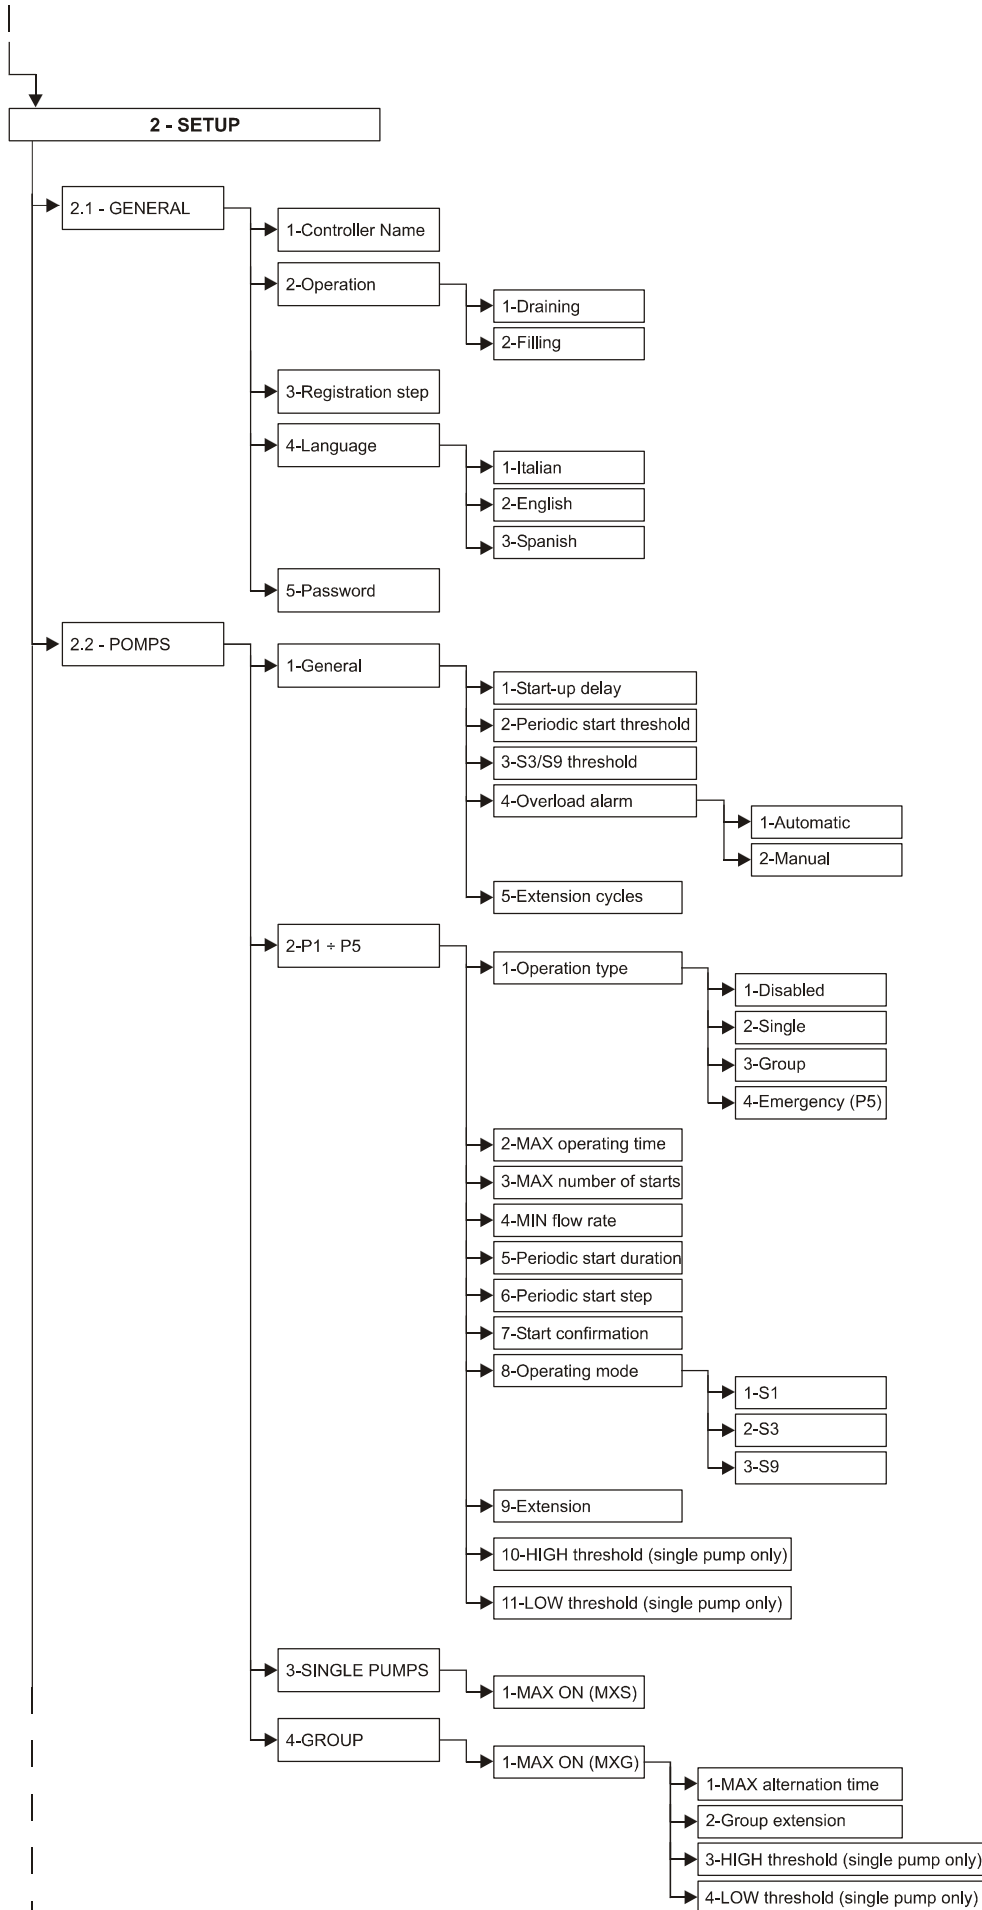 2 - SETUP
2.1 - GENERAL
1-Controller Name
2-Operation
1-Draining
2-Filling
3-Registration step
4-Language
1-Italian
2-English
3-Spanish
5-Password
2.2 - POMPS
1-General
1-Start-up delay
2-Periodic start threshold
3-S3/S9 threshold
4-Overload alarm
1-Automatic
2-Manual
5-Extension cycles
2-P1 ÷ P5
1-Operation type
1-Disabled
2-Single
3-Group
4-Emergency (P5)
2-MAX operating time
3-MAX number of starts
4-MIN flow rate
5-Periodic start duration
6-Periodic start step
7-Start confirmation
8-Operating mode
1-S1
2-S3
3-S9
9-Extension
10-HIGH threshold (single pump only)
11-LOW threshold (single pump only)
3-SINGLE PUMPS
1-MAX ON (MXS)
4-GROUP
1-MAX ON (MXG)
1-MAX alternation time
2-Group extension
3-HIGH threshold (single pump only)
4-LOW threshold (single pump only)